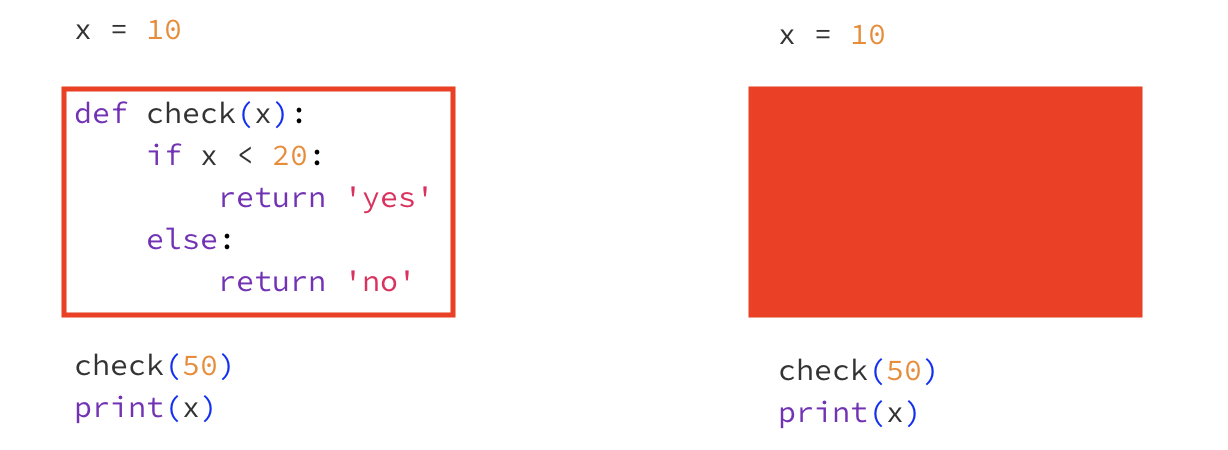 x = 10
def check(x):
    if x < 20:
        return 'yes'
    else:
        return 'no'
check(50)
print(x)
x = 10
check(50)
print(x)